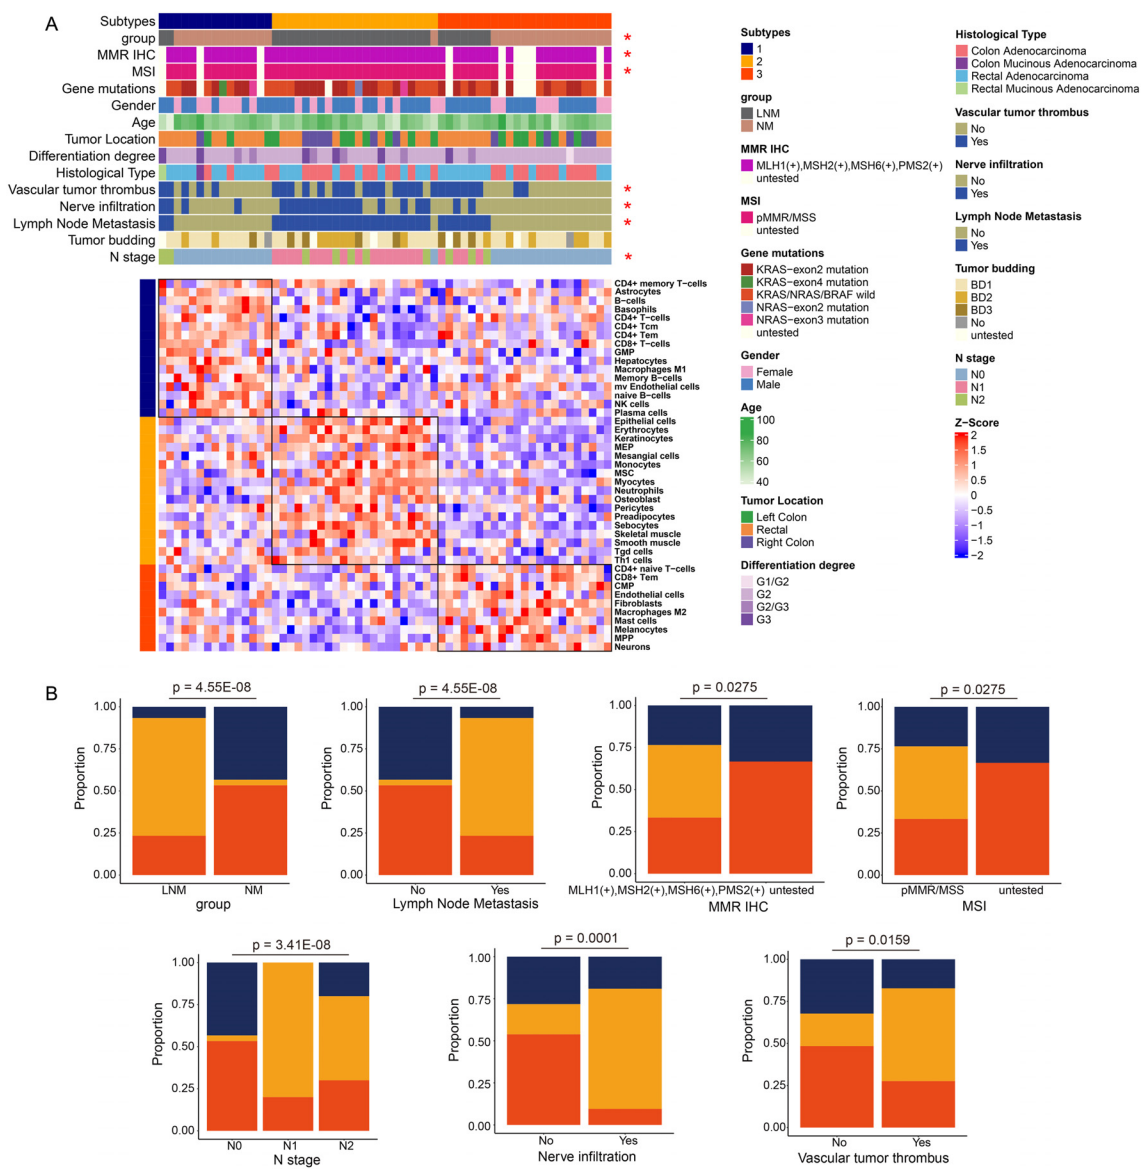 A
Subtypes
group
*
MMR IHC
*
MSI
*
Gene mutations
Gender
Age
Tumor Location
Differentiation degree
Histological Type
Vascular tumor thrombus
*
Nerve infiltration
*
Lymph Node Metastasis
*
Tumor budding
N stage
*
CD4+ memory T−cells
Astrocytes
B−cells
Basophils
CD4+ T−cells
CD4+ Tcm
CD4+ Tem
CD8+ T−cells
GMP
Hepatocytes
Macrophages M1
Memory B−cells
mv Endothelial cells
naive B−cells
NK cells
Plasma cells
Epithelial cells
Erythrocytes
Keratinocytes
MEP
Mesangial cells
Monocytes
MSC
Myocytes
Neutrophils
Osteoblast
Pericytes
Preadipocytes
Sebocytes
Skeletal muscle
Smooth muscle
Tgd cells
Th1 cells
CD4+ naive T−cells
CD8+ Tem
CMP
Endothelial cells
Fibroblasts
Macrophages M2
Mast cells
Melanocytes
MPP
Neurons
Subtypes
1
2
3
group
LNM
NM
MMR IHC
MLH1(+),MSH2(+),MSH6(+),PMS2(+)
untested
MSI
pMMR/MSS
untested
Gene mutations
KRAS−exon2 mutation
KRAS−exon4 mutation
KRAS/NRAS/BRAF wild
NRAS−exon2 mutation
NRAS−exon3 mutation
untested
Gender
Female
Male
Age
100
80
60
40
Tumor Location
Left Colon
Rectal
Right Colon
Differentiation degree
G1/G2
G2
G2/G3
G3
Histological Type
Colon Adenocarcinoma
Colon Mucinous Adenocarcinoma
Rectal Adenocarcinoma
Rectal Mucinous Adenocarcinoma
Vascular tumor thrombus
No
Yes
Nerve infiltration
No
Yes
Lymph Node Metastasis
No
Yes
Tumor budding
BD1
BD2
BD3
No
untested
N stage
N0
N1
N2
Z−Score
2
1.5
1
0.5
0
−0.5
−1
−1.5
−2
B
p = 4.55E-08
1.00
0.75
0.50
0.25
0.00
Proportion
LNM NM
group
p = 4.55E-08
1.00
0.75
0.50
0.25
0.00
Proportion
No Yes
Lymph Node Metastasis
p = 0.0275
1.00
0.75
0.50
0.25
0.00
Proportion
MLH1(+),MSH2(+),MSH6(+),PMS2(+) untested
MMR IHC
p = 0.0275
1.00
0.75
0.50
0.25
0.00
Proportion
pMMR/MSS untested
MSI
p = 3.41E-08
1.00
0.75
0.50
0.25
0.00
Proportion
N0 N1 N2
N stage
p = 0.0001
1.00
0.75
0.50
0.25
0.00
Proportion
No Yes
Nerve infiltration
p = 0.0159
1.00
0.75
0.50
0.25
0.00
Proportion
No Yes
Vascular tumor thrombus